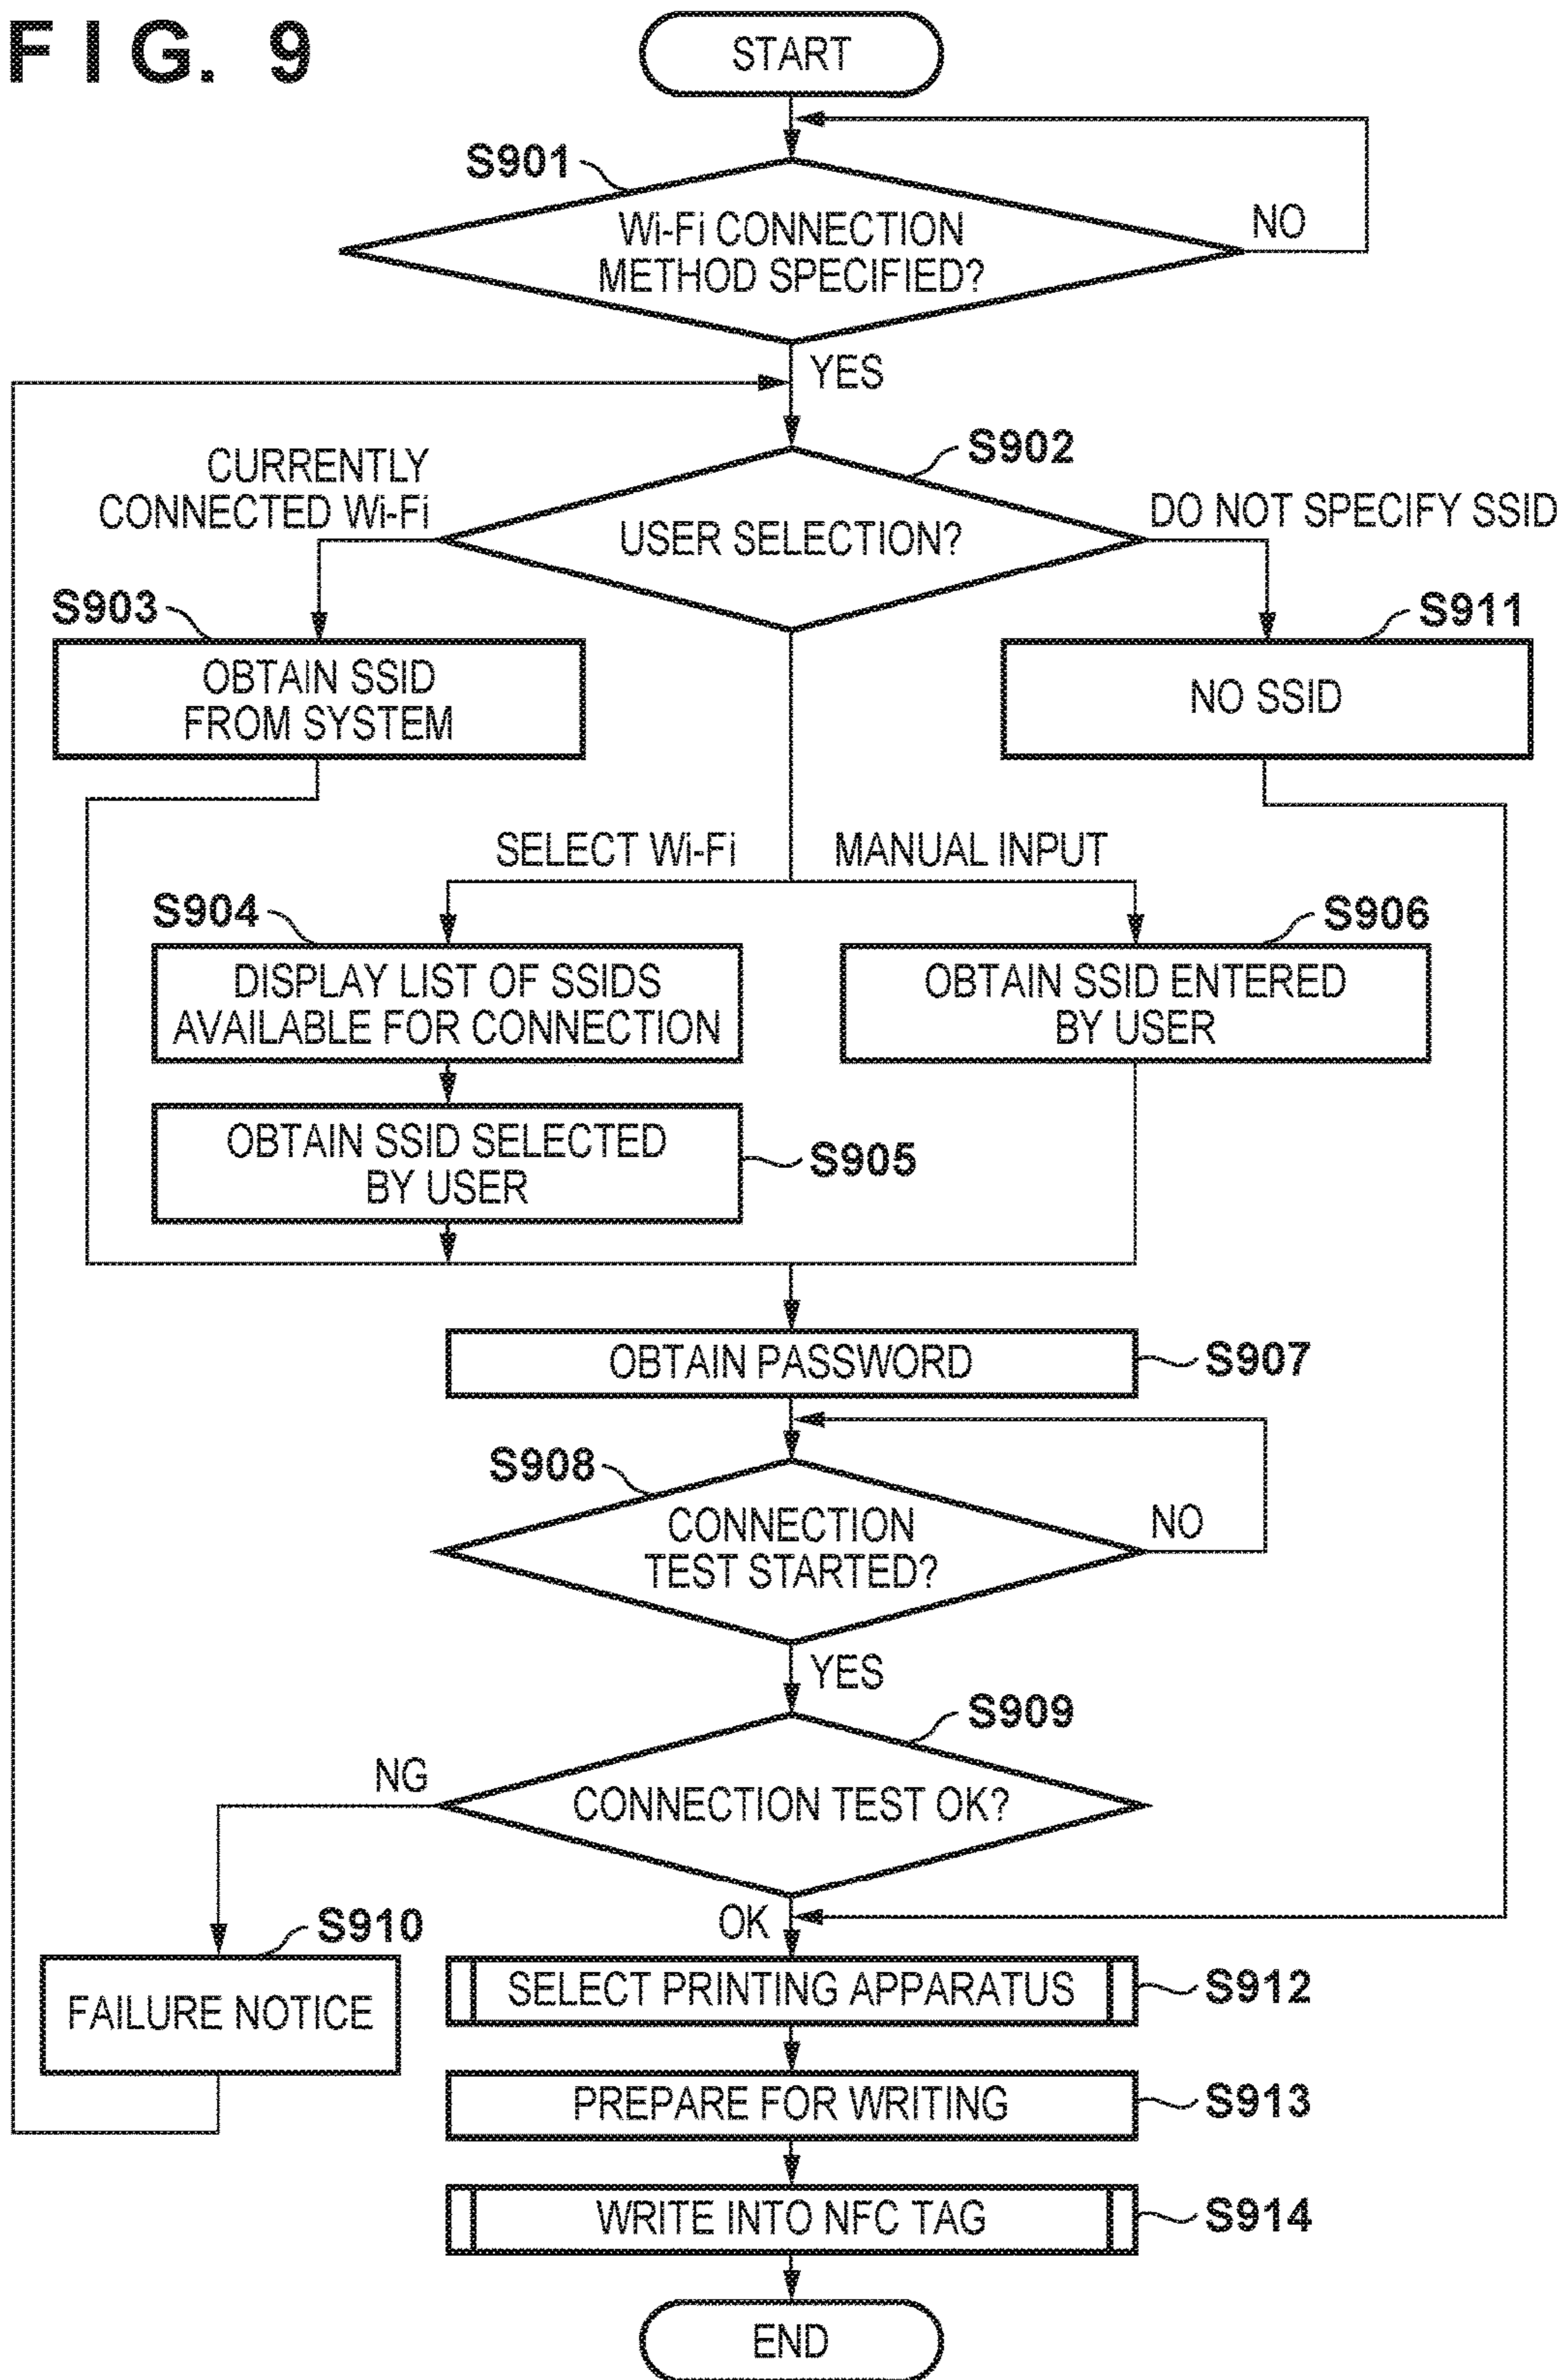 FIG. 9
START
S901
Wi-Fi CONNECTION
METHOD SPECIFIED?
NO
YES
S902
CURRENTLY
CONNECTED Wi-Fi
USER SELECTION?
DO NOT SPECIFY SSID
S903
OBTAIN SSID
FROM SYSTEM
S911
NO SSID
SELECT Wi-Fi
MANUAL INPUT
S904
DISPLAY LIST OF SSIDS
AVAILABLE FOR CONNECTION
S906
OBTAIN SSID ENTERED
BY USER
OBTAIN SSID SELECTED
BY USER
S905
OBTAIN PASSWORD
S907
S908
CONNECTION
TEST STARTED?
NO
YES
S909
NG
CONNECTION TEST OK?
OK
S910
FAILURE NOTICE
SELECT PRINTING APPARATUS
S912
PREPARE FOR WRITING
S913
WRITE INTO NFC TAG
S914
END